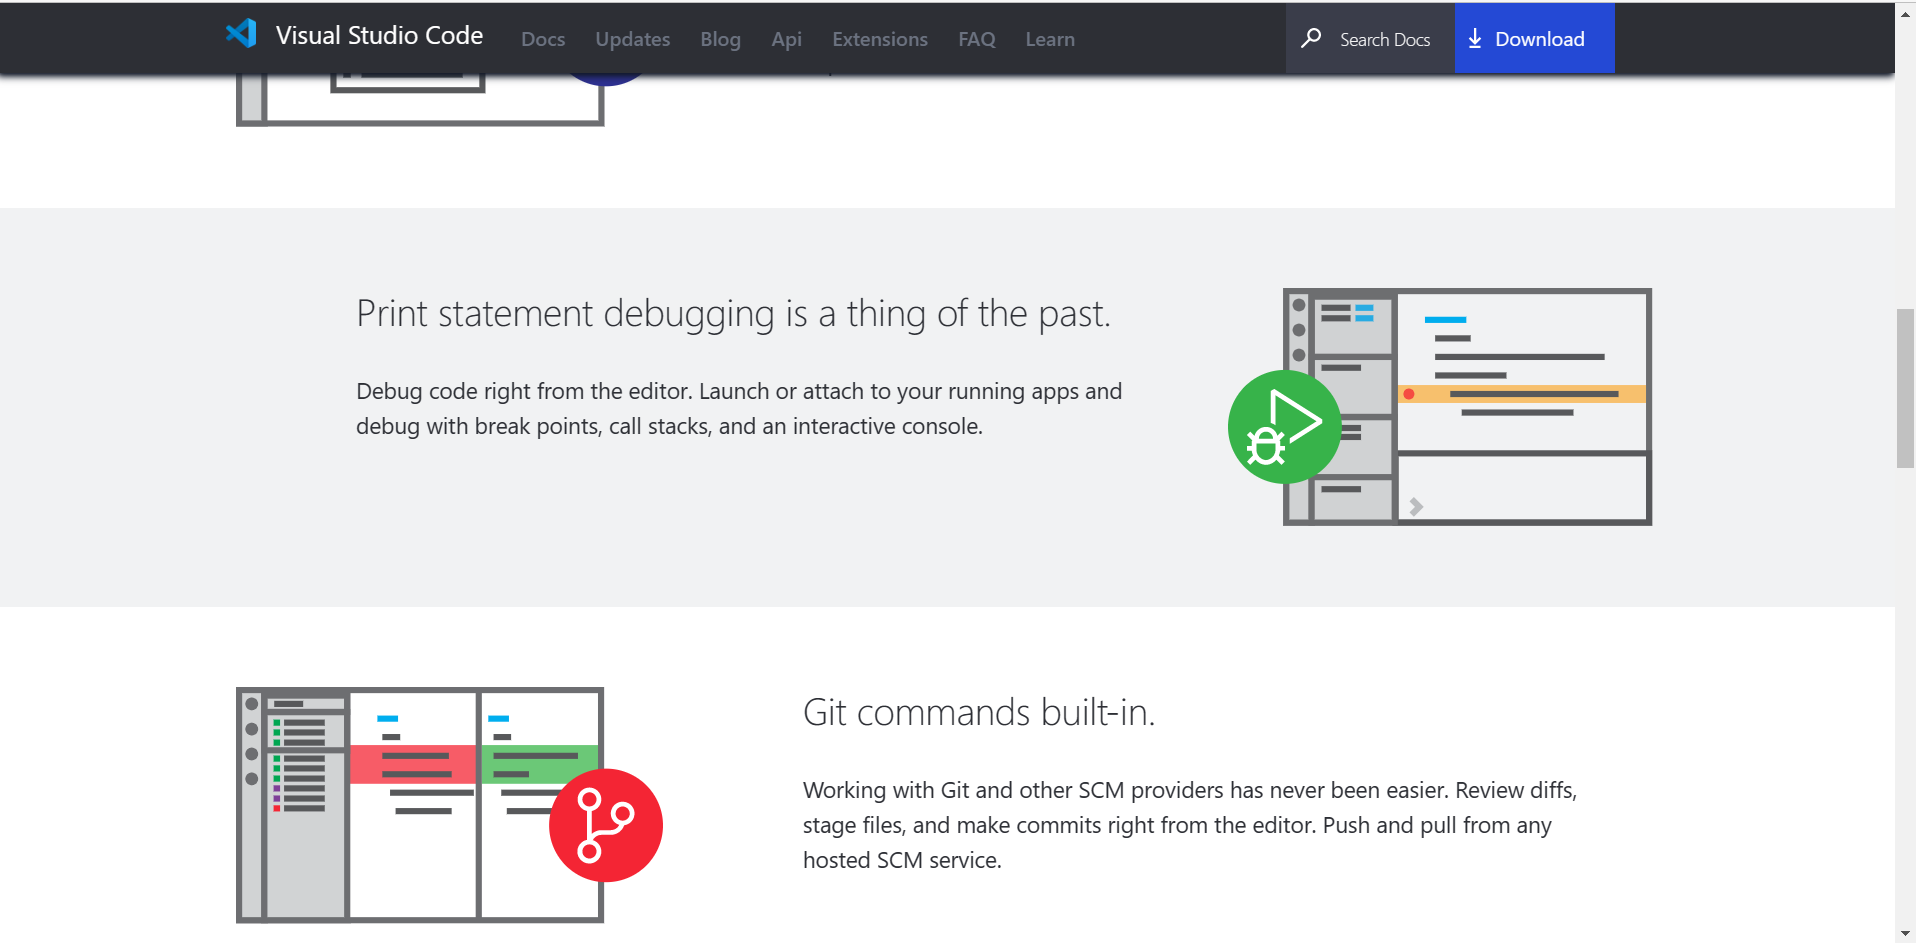 Visual Studio Code Docs Updates Blog Api Extensions FAQ Learn Search Docs Download
Print statement debugging is a thing of the past.
Debug code right from the editor. Launch or attach to your running apps and
debug with break points, call stacks, and an interactive console.
Git commands built-in.
Working with Git and other SCM providers has never been easier. Review diffs,
stage files, and make commits right from the editor. Push and pull from any
hosted SCM service.